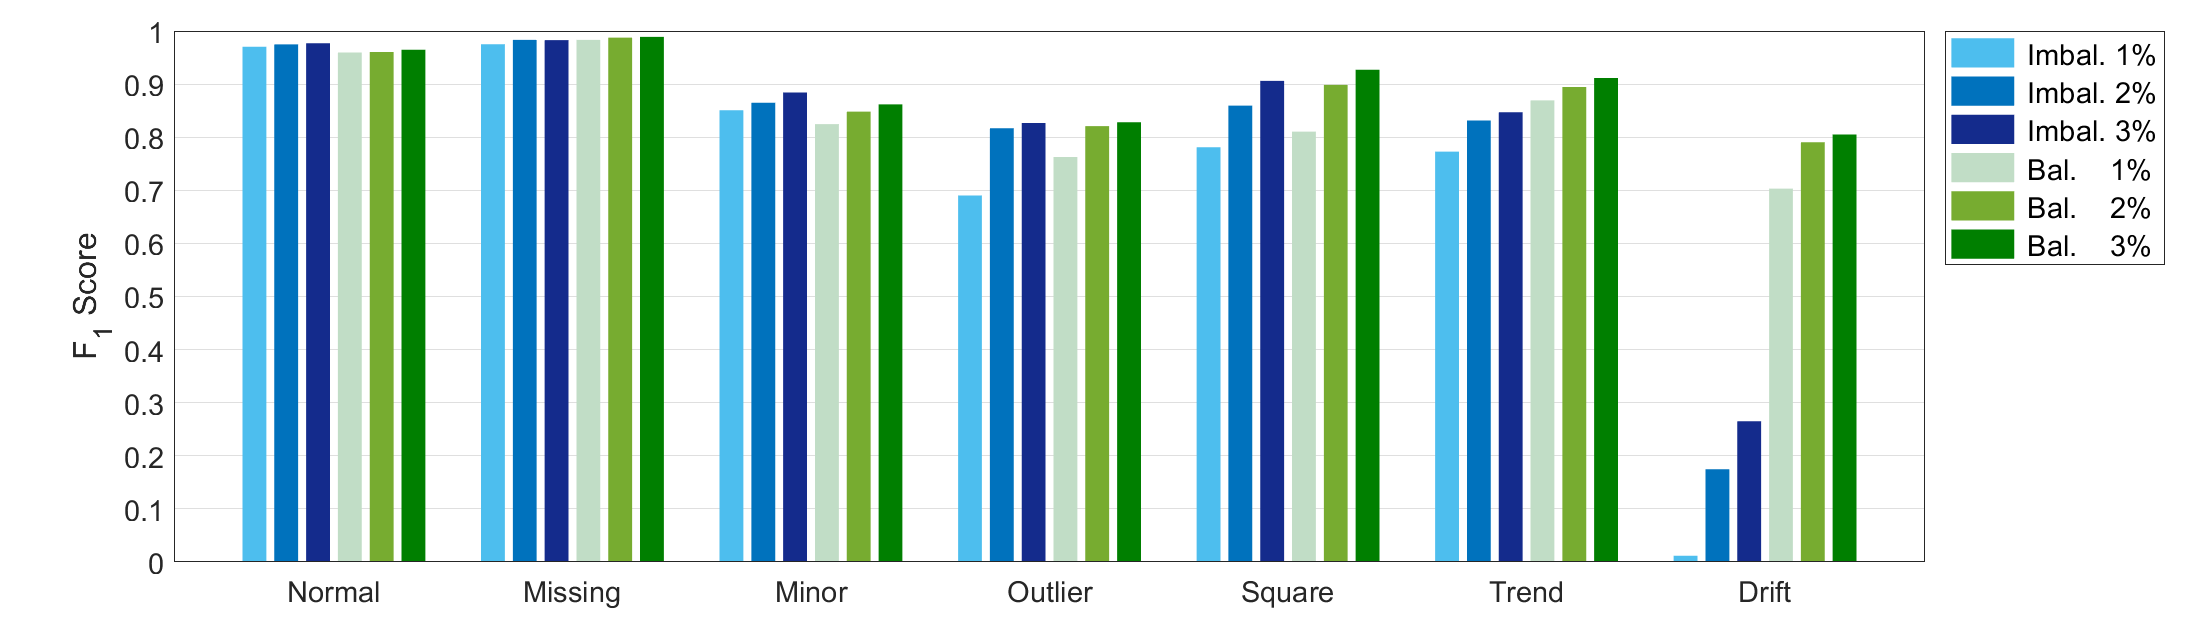 F1 Score
1
0.9
0.8
0.7
0.6
0.5
0.4
0.3
0.2
0.1
0
Normal Missing Minor Outlier Square Trend Drift
Imbal. 1%
Imbal. 2%
Imbal. 3%
Bal. 1%
Bal. 2%
Bal. 3%